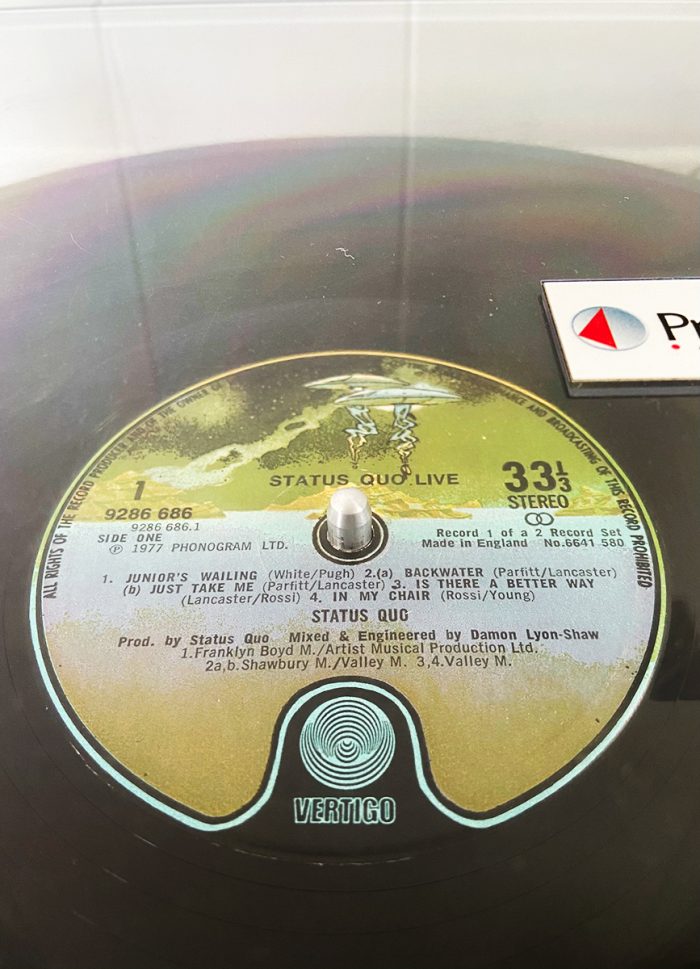 Pr
ALL RIGHTS OF THE RECORD PRODUCER AND OF THE OWNER OF
ANCE AND BROADCASTING OF THIS RECORD PROHIBITED
STATUS QUO LIVE
1
9286 686
9286 686.1
SIDE ONE
℗ 1977 PHONOGRAM LTD.
33⅓
STEREO
Record 1 of a 2 Record Set
Made in England No.6641 580
1. JUNIOR'S WAILING (White/Pugh) 2.(a) BACKWATER (Parfitt/Lancaster)
(b) JUST TAKE ME (Parfitt/Lancaster) 3. IS THERE A BETTER WAY
(Lancaster/Rossi) 4. IN MY CHAIR (Rossi/Young)
STATUS QUO
Prod. by Status Quo Mixed & Engineered by Damon Lyon-Shaw
1.Franklyn Boyd M./Artist Musical Production Ltd.
2a,b.Shawbury M./Valley M. 3,4.Valley M.
VERTIGO